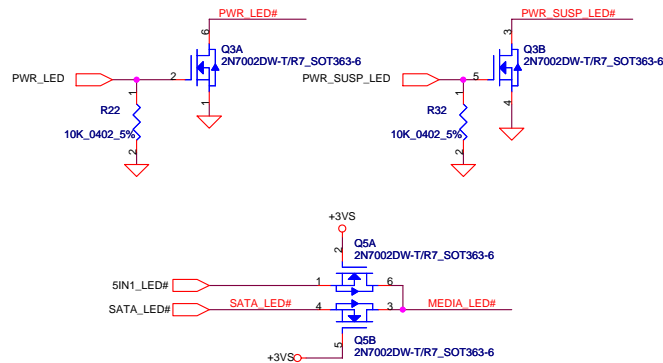 PWR_LED#
PWR_SUSP_LED#
6
Q3A
2N7002DW-T/R7_SOT363-6
3
Q3B
2N7002DW-T/R7_SOT363-6
PWR_LED
2
PWR_SUSP_LED
5
1
4
1
R22
10K_0402_5%
2
1
R32
10K_0402_5%
2
+3VS
Q5A
2N7002DW-T/R7_SOT363-6
2
5IN1_LED#
1
6
SATA_LED#
SATA_LED#
4
3
MEDIA_LED#
5
Q5B
2N7002DW-T/R7_SOT363-6
+3VS